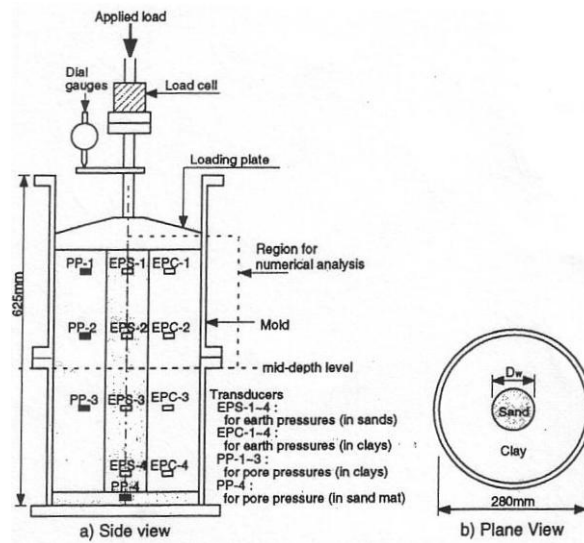 Applied load
Dial
gauges
Load cell
Loading plate
PP-1
EPS-1
EPC-1
Region for
numerical analysis
625mm
PP-2
EPS-2
EPC-2
Mold
mid-depth level
PP-3
EPS-3
EPC-3
Transducers
EPS-1~4 :
for earth pressures (in sands)
EPC-1~4 :
for earth pressures (in clays)
PP-1~3 :
for pore pressures (in clays)
PP-4 :
for pore pressure (in sand mat)
EPS-4
EPC-4
PP-4
a) Side view
Dw
Sand
Clay
280mm
b) Plane View